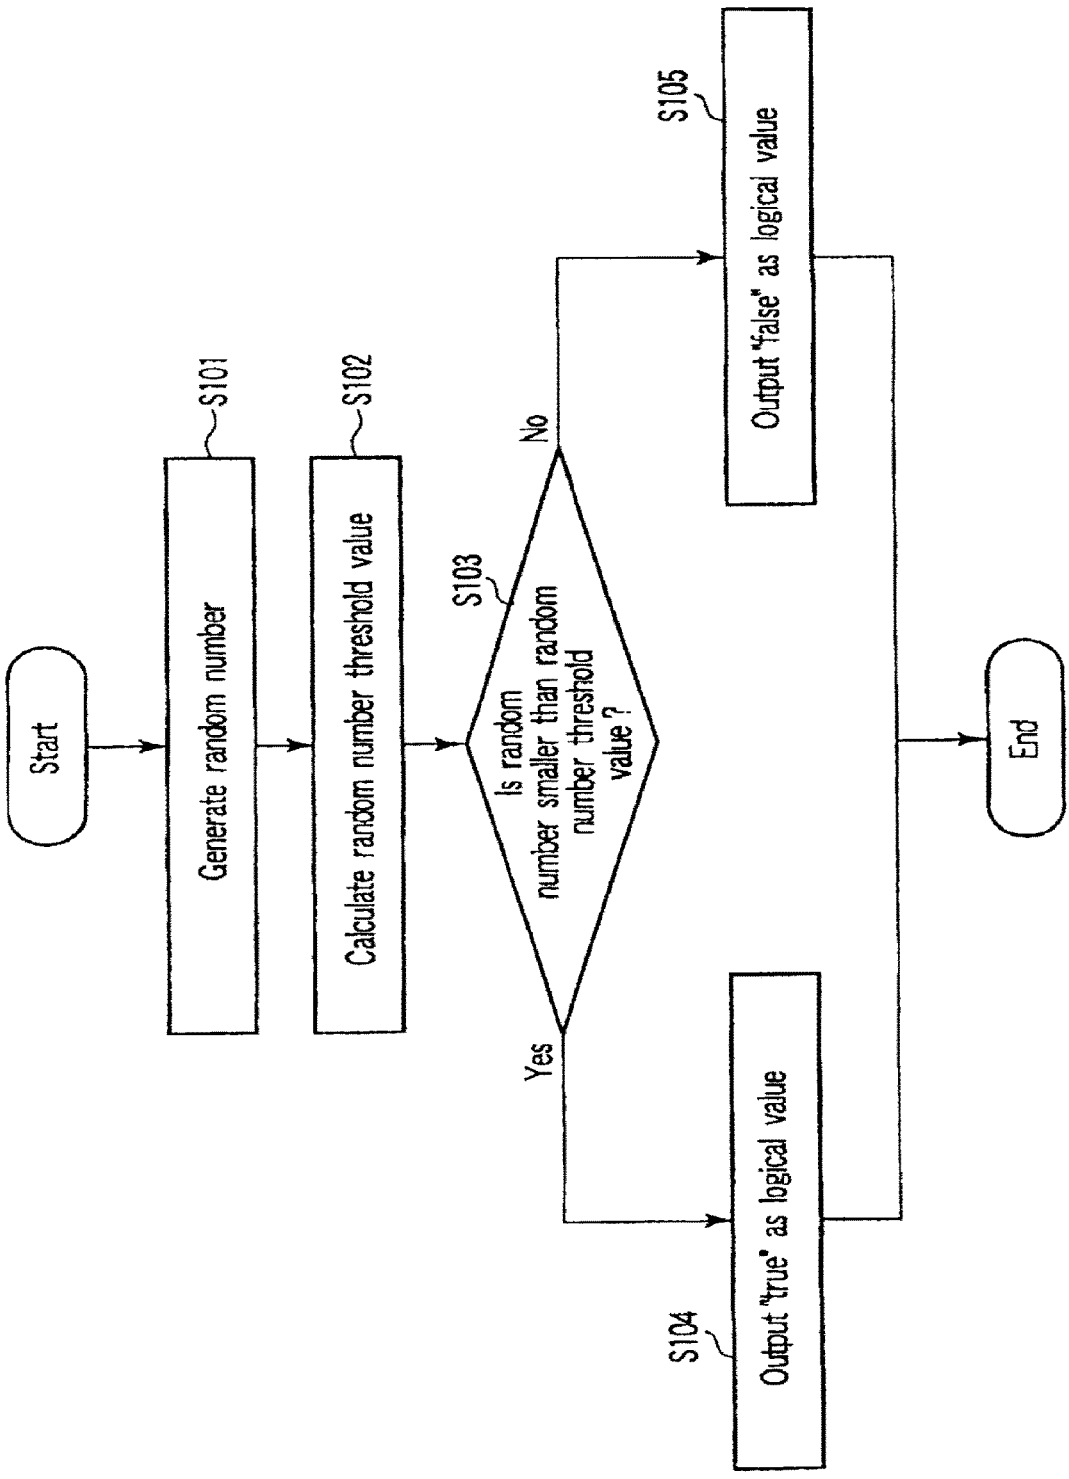 Start
Generate random number
S101
Calculate random number threshold value
S102
S103
Is random
number smaller than random
number threshold
value ?
Yes
No
S104
Output "true" as logical value
S105
Output "false" as logical value
End